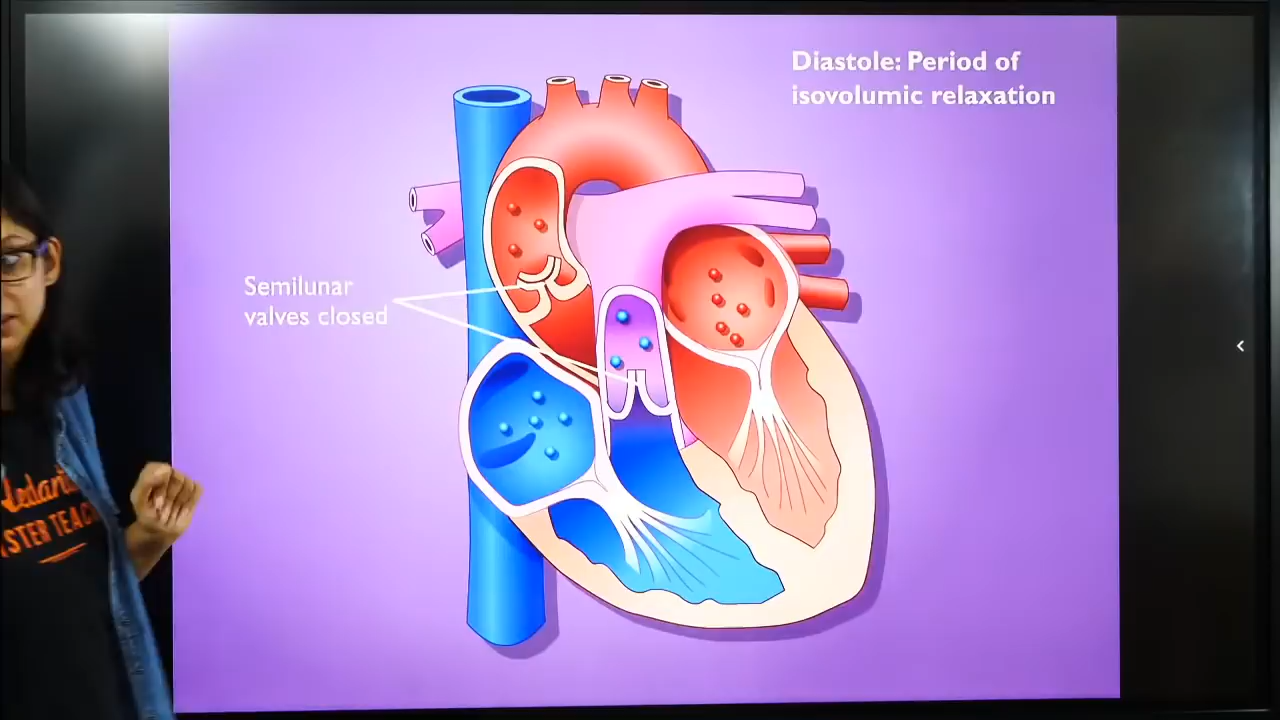 Diastole: Period of
isovolumic relaxation
Semilunar
valves closed